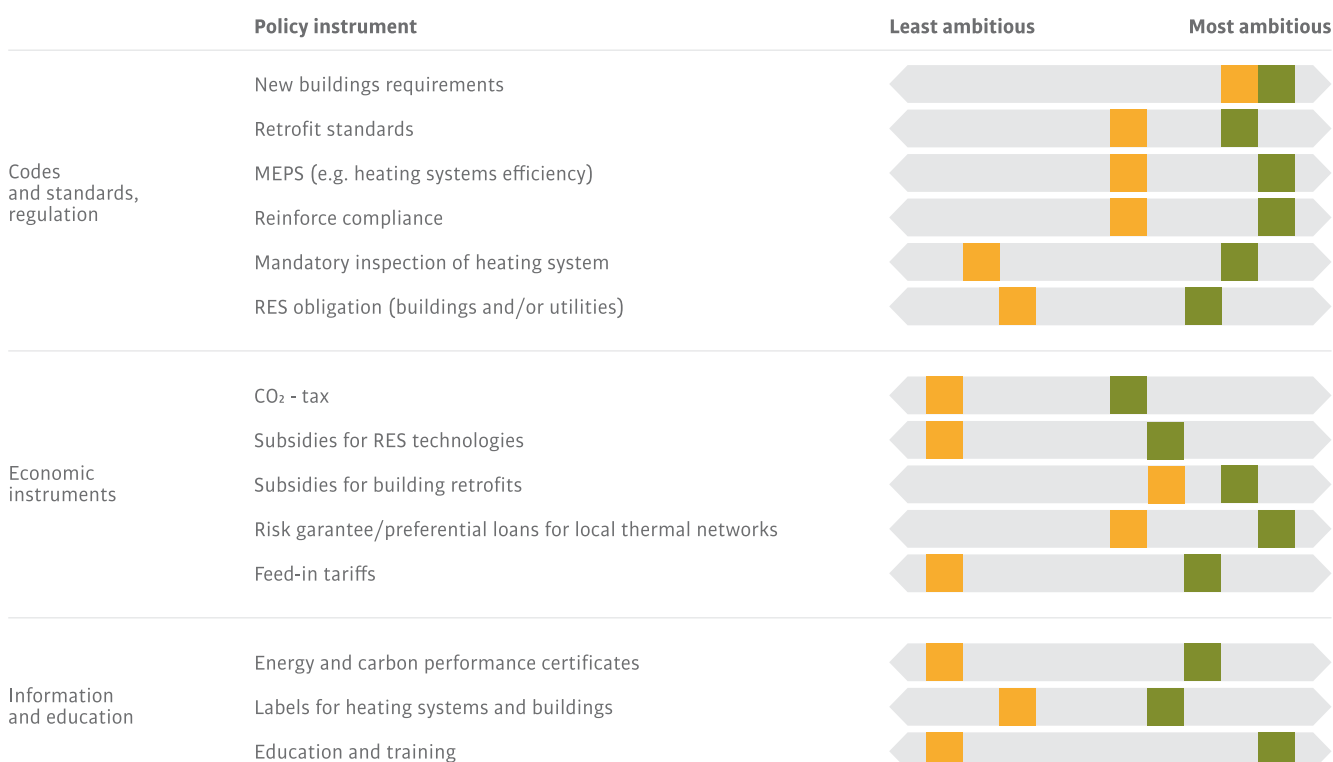 Policy instrument
Least ambitious
Most ambitious
Codes
and standards,
regulation
New buildings requirements
Retrofit standards
MEPS (e.g. heating systems efficiency)
Reinforce compliance
Mandatory inspection of heating system
RES obligation (buildings and/or utilities)
Economic
instruments
CO₂ - tax
Subsidies for RES technologies
Subsidies for building retrofits
Risk garantee/preferential loans for local thermal networks
Feed-in tariffs
Information
and education
Energy and carbon performance certificates
Labels for heating systems and buildings
Education and training